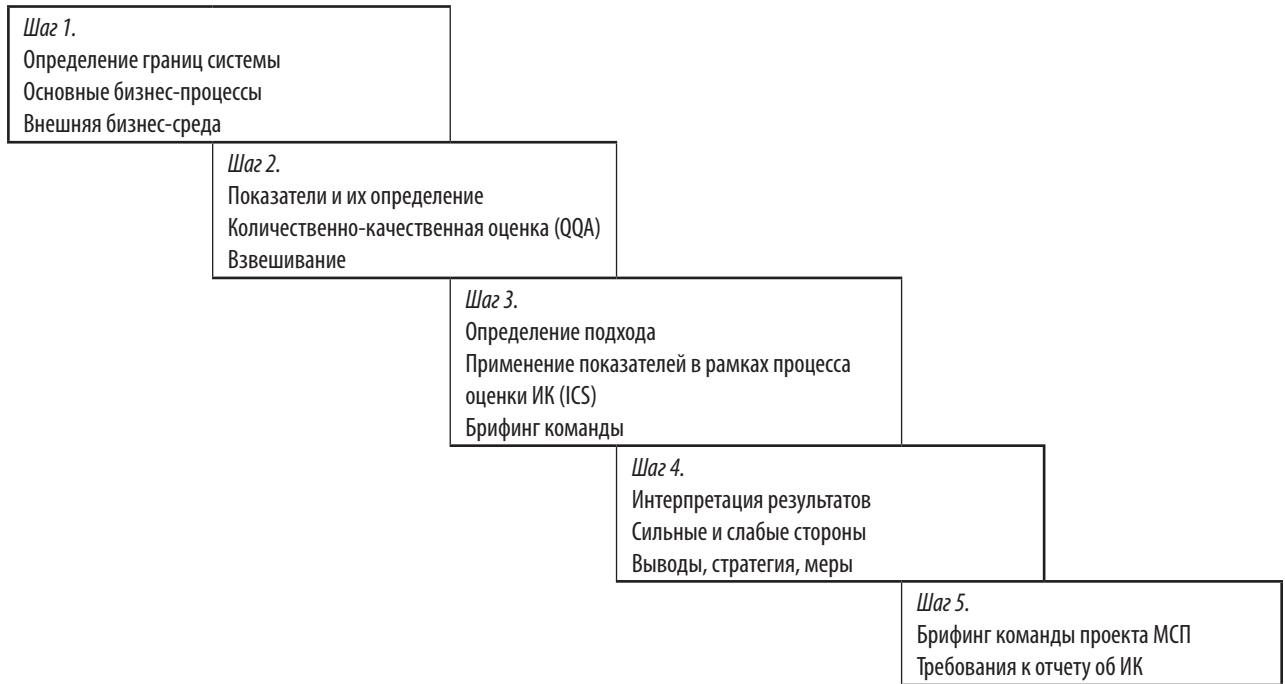 Шаг 1.
Определение границ системы
Основные бизнес-процессы
Внешняя бизнес-среда
Шаг 2.
Показатели и их определение
Количественно-качественная оценка (QQA)
Взвешивание
Шаг 3.
Определение подхода
Применение показателей в рамках процесса
оценки ИК (ICS)
Брифинг команды
Шаг 4.
Интерпретация результатов
Сильные и слабые стороны
Выводы, стратегия, меры
Шаг 5.
Брифинг команды проекта МСП
Требования к отчету об ИК